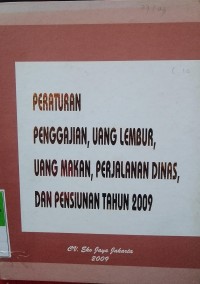 PERATURAN
PENGGAJIAN, UANG LEMBUR,
UANG MAKAN, PERJALANAN DINAS,
DAN PENSIUNAN TAHUN 2009
CV. Eko Jaya Jakarta
2009